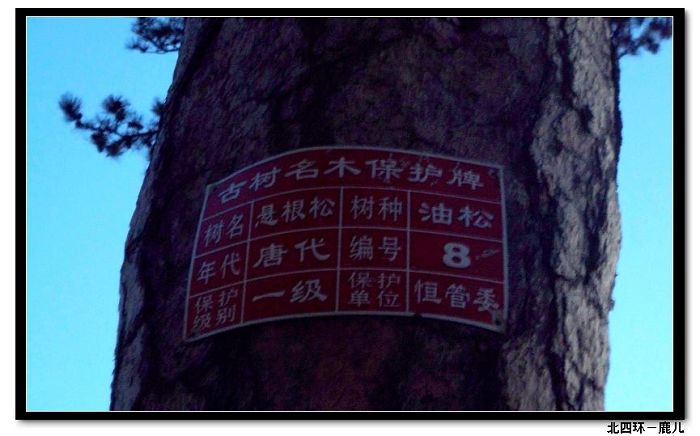 古树名木保护牌
树名 悬根松 树种 油松
年代 唐代 编号 8
保护级别 一级 保护单位 恒管委
北四环－鹿儿